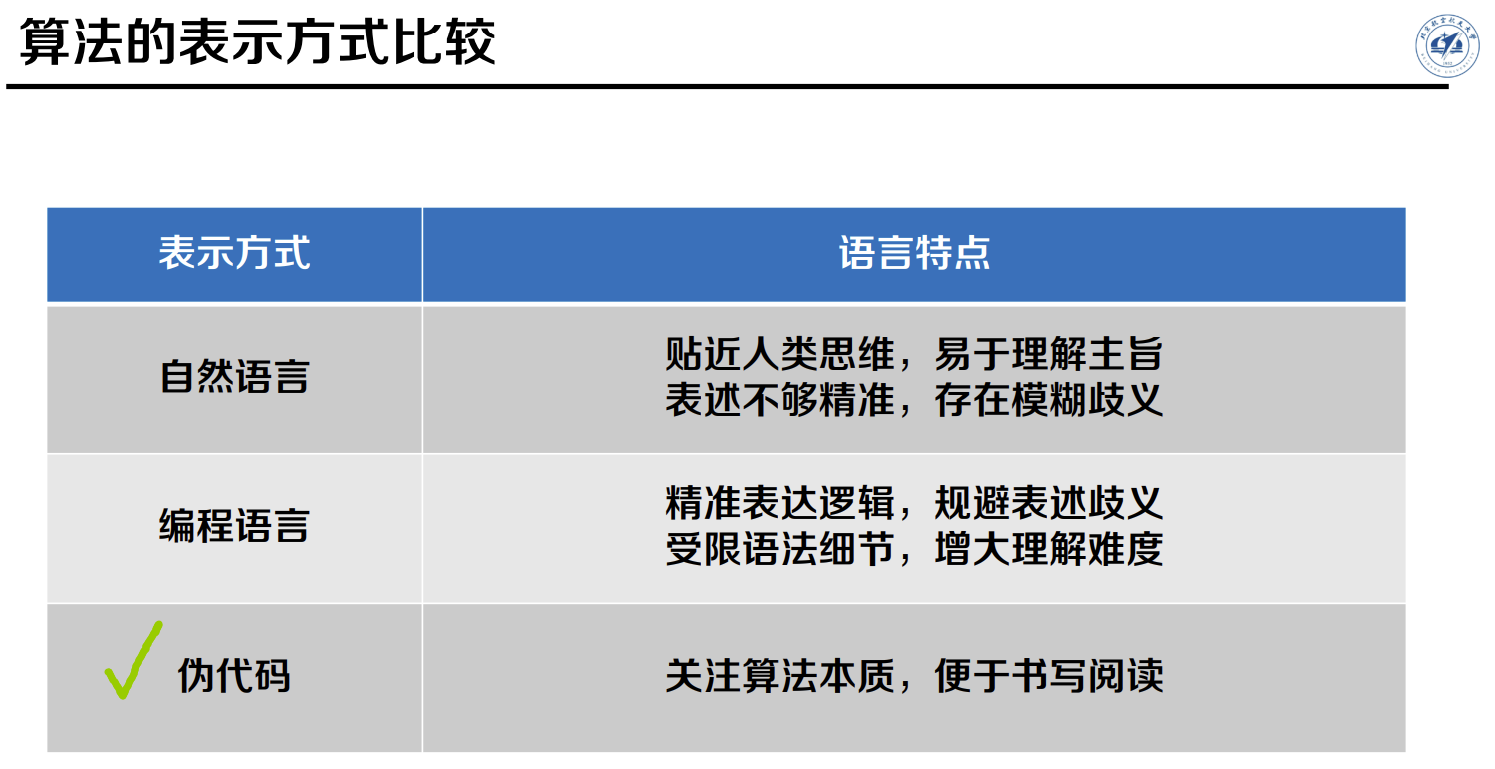 算法的表示方式比较
表示方式
语言特点
自然语言
贴近人类思维，易于理解主旨
表述不够精准，存在模糊歧义
编程语言
精准表达逻辑，规避表述歧义
受限语法细节，增大理解难度
伪代码
关注算法本质，便于书写阅读